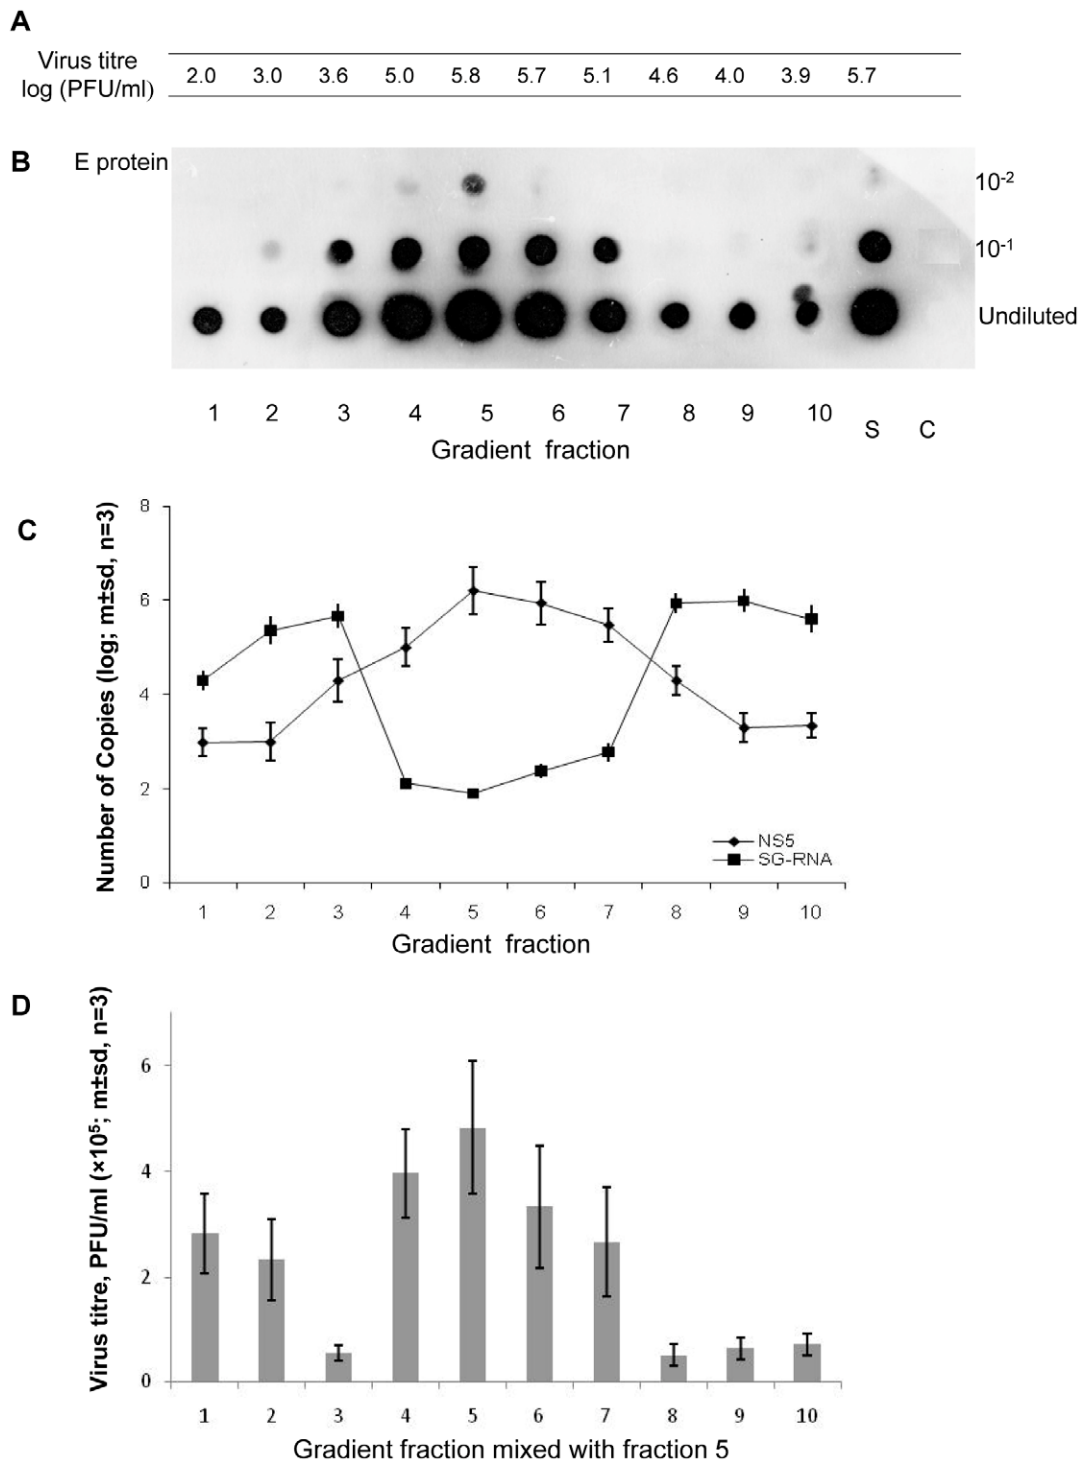 A
Virus titre
log (PFU/ml)
2.0 3.0 3.6 5.0 5.8 5.7 5.1 4.6 4.0 3.9 5.7
B
E protein
10-2
10-1
Undiluted
1 2 3 4 5 6 7 8 9 10 S C
Gradient fraction
C
Number of Copies (log; m±sd, n=3)
8
6
4
2
0
NS5
SG-RNA
1 2 3 4 5 6 7 8 9 10
Gradient fraction
D
Virus titre, PFU/ml (×10⁵; m±sd, n=3)
6
4
2
0
1 2 3 4 5 6 7 8 9 10
Gradient fraction mixed with fraction 5